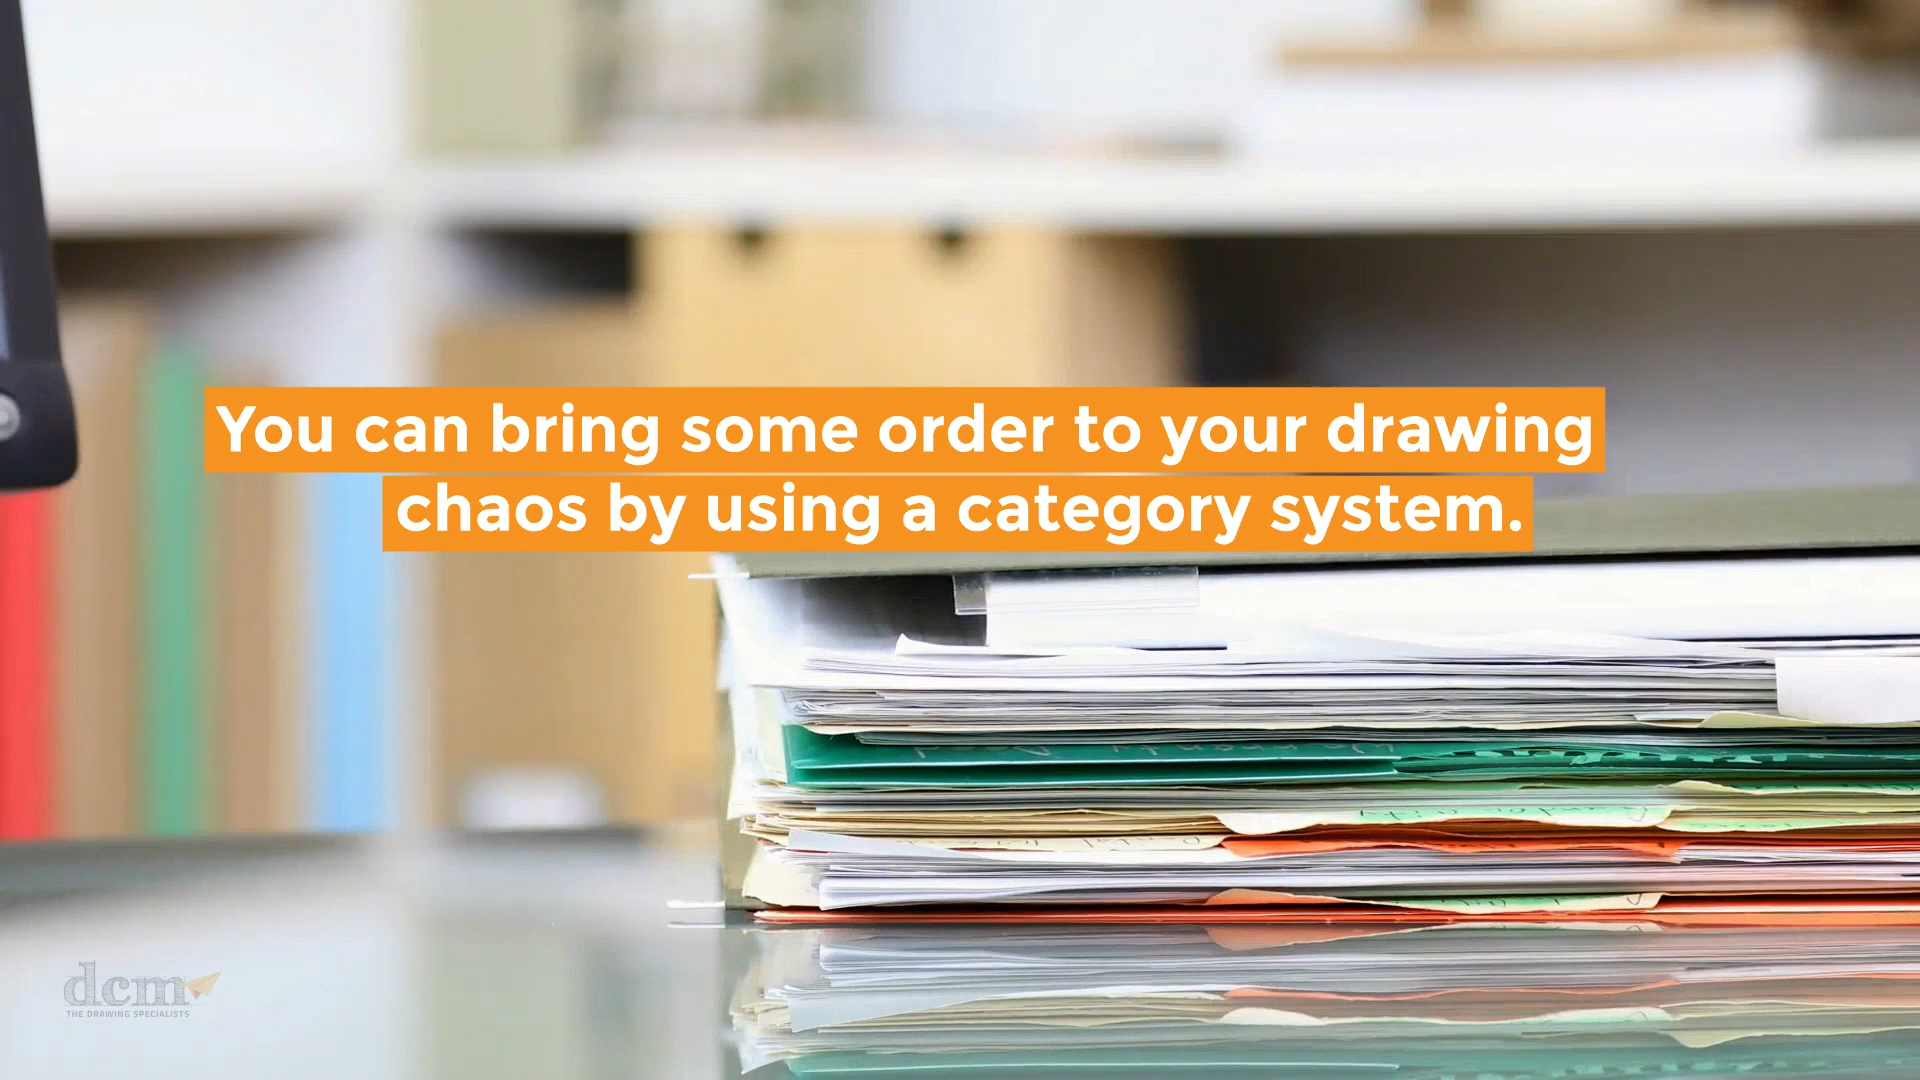 You can bring some order to your drawing
chaos by using a category system.
dcm
THE DRAWING SPECIALISTS